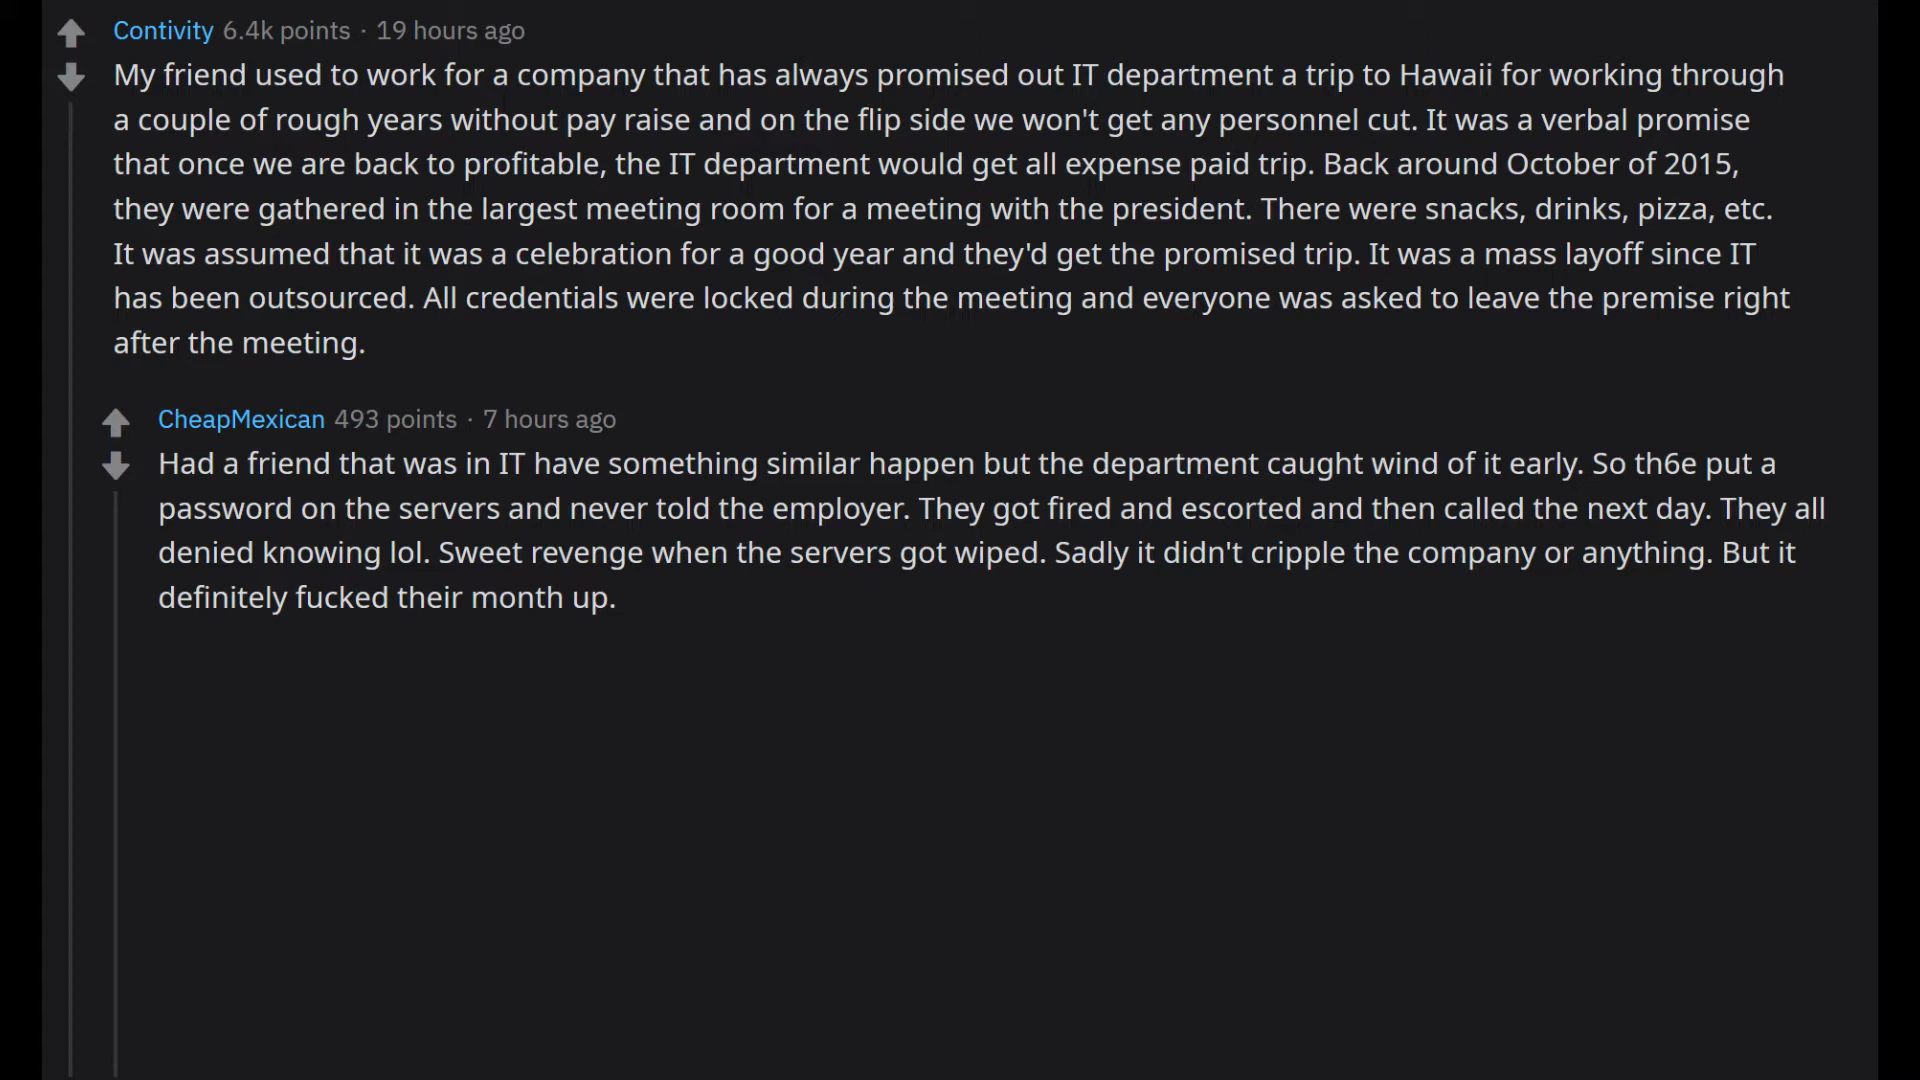 Contivity 6.4k points · 19 hours ago
My friend used to work for a company that has always promised out IT department a trip to Hawaii for working through
a couple of rough years without pay raise and on the flip side we won't get any personnel cut. It was a verbal promise
that once we are back to profitable, the IT department would get all expense paid trip. Back around October of 2015,
they were gathered in the largest meeting room for a meeting with the president. There were snacks, drinks, pizza, etc.
It was assumed that it was a celebration for a good year and they'd get the promised trip. It was a mass layoff since IT
has been outsourced. All credentials were locked during the meeting and everyone was asked to leave the premise right
after the meeting.
CheapMexican 493 points · 7 hours ago
Had a friend that was in IT have something similar happen but the department caught wind of it early. So th6e put a
password on the servers and never told the employer. They got fired and escorted and then called the next day. They all
denied knowing lol. Sweet revenge when the servers got wiped. Sadly it didn't cripple the company or anything. But it
definitely fucked their month up.